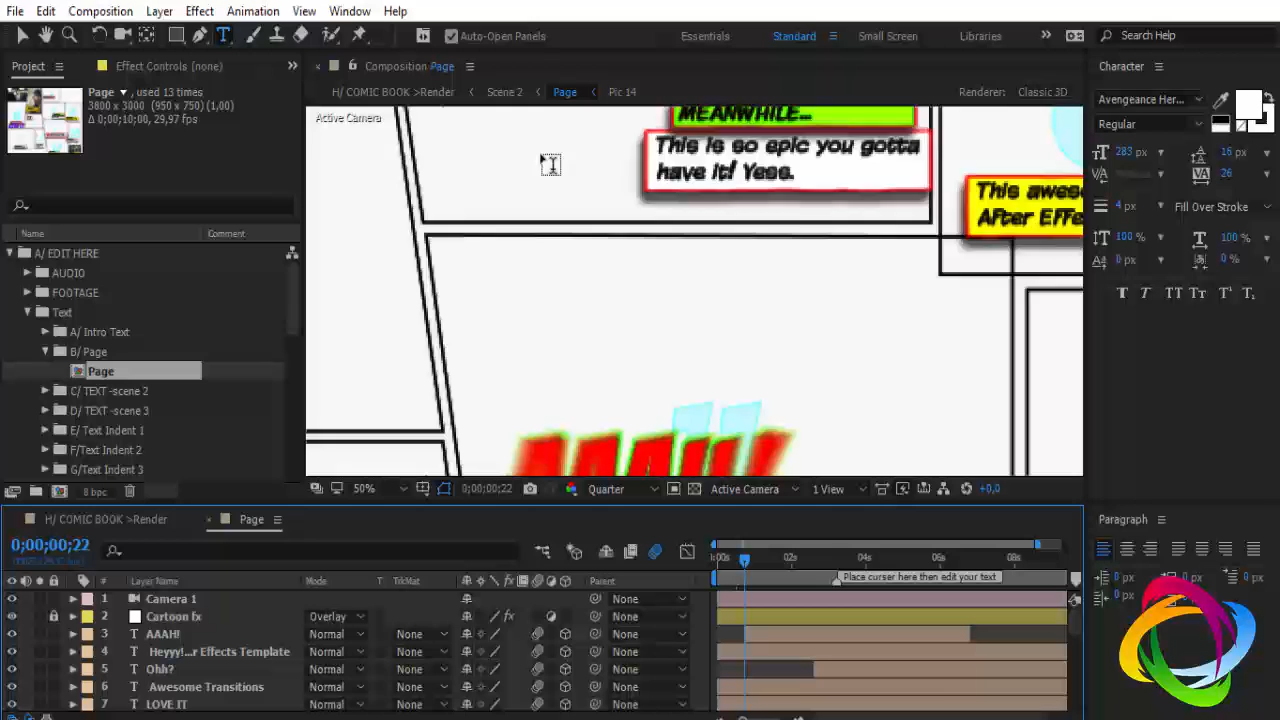 File Edit Composition Layer Effect Animation View Window Help
T Auto-Open Panels Essentials Standard Small Screen Libraries Search Help
Project Effect Controls (none) Composition Page Character
Page , used 13 times
3800 x 3000 (950 x 750) (1,00)
Δ 0;00;10;00, 29,97 fps
H/ COMIC BOOK >Render Scene 2 Page Pic 14 Renderer: Classic 3D
Active Camera
MEANWHILE...
This is so epic you gotta
have it! Yess.
This awes
After Effe
AAAH!
Avengeance Her...
Regular
283 px 16 px
26
4 px Fill Over Stroke
100 % 100 %
0 px 0 %
T T TT Tт T¹ T₁
Name Comment
A/ EDIT HERE
AUDIO
FOOTAGE
Text
A/ Intro Text
B/ Page
Page
C/ TEXT -scene 2
D/ TEXT -scene 3
E/ Text Indent 1
F/Text Indent 2
G/Text Indent 3
8 bpc
50% 0;00;00;22 Quarter Active Camera 1 View +0,0
H/ COMIC BOOK >Render Page
0;00;00;22
:00s 02s 04s 06s 08s
Place curser here then edit your text
# Layer Name Mode T TrkMat Parent
1 Camera 1 None
2 Cartoon fx Overlay None
3 T AAAH! Normal None None
4 T Heyyy!...r Effects Template Normal None None
5 T Ohh? Normal None None
6 T Awesome Transitions Normal None None
7 T LOVE IT Normal None None
Paragraph
0 px 0 px 0 px
0 px